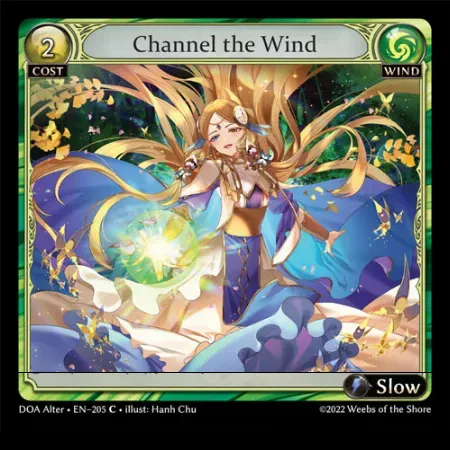 2
Channel the Wind
COST
WIND
Slow
DOA Alter • EN-205 C • illust: Hanh Chu
©2022 Weebs of the Shore